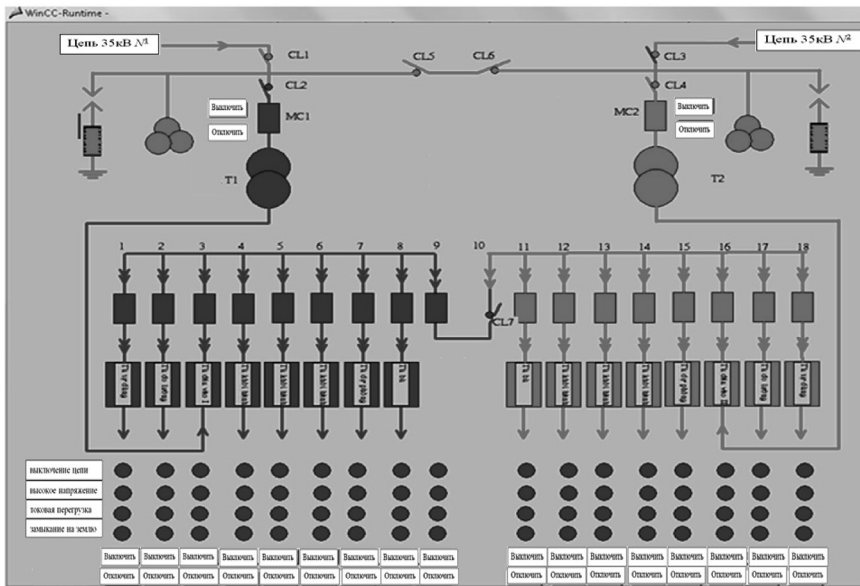 WinCC-Runtime -
Цепь 35кВ №1
Цепь 35кВ №2
CL1
CL5
CL6
CL3
CL2
CL4
Выключить
Отключить
MC1
MC2
Выключить
Отключить
T1
T2
1 2 3 4 5 6 7 8 9 10 11 12 13 14 15 16 17 18
CL7
выключение цепи
высокое напряжение
токовая перегрузка
замыкание на землю
Выключить Выключить Выключить Выключить Выключить Выключить Выключить Выключить Выключить Выключить Выключить Выключить Выключить Выключить Выключить Выключить Выключить
Отключить Отключить Отключить Отключить Отключить Отключить Отключить Отключить Отключить Отключить Отключить Отключить Отключить Отключить Отключить Отключить Отключить